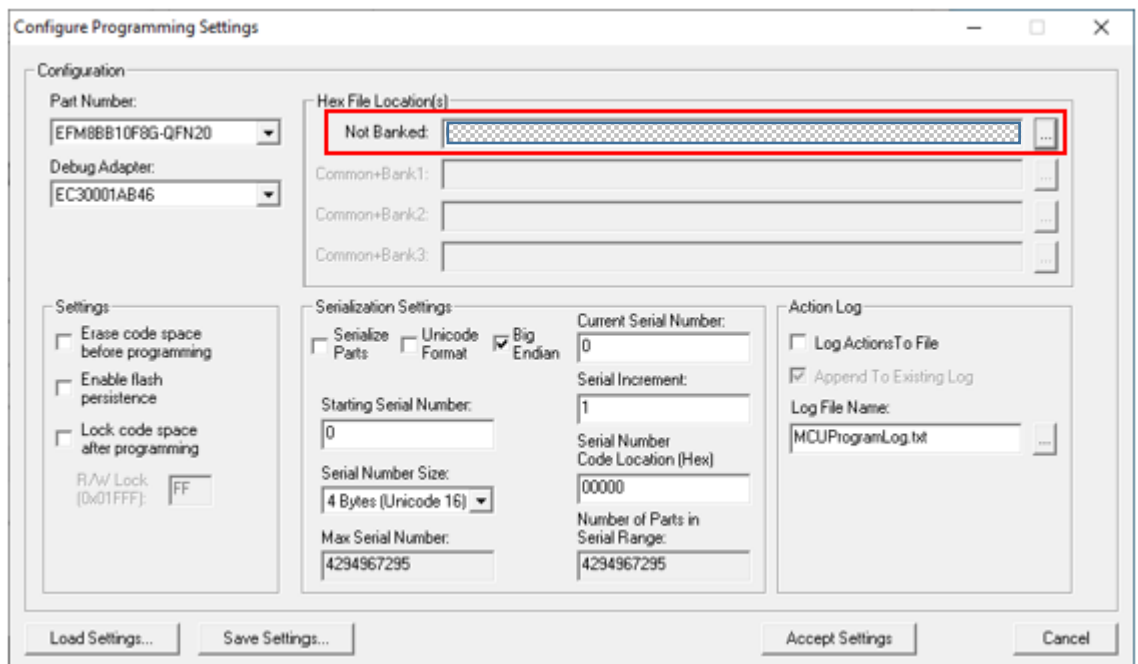 Configure Programming Settings
Configuration
Part Number:
EFM8BB10F8G-QFN20
Debug Adapter:
EC30001AB46
Hex File Location(s)
Not Banked:
...
Common+Bank1:
...
Common+Bank2:
...
Common+Bank3:
...
Settings
Erase code space
before programming
Enable flash
persistence
Lock code space
after programming
R/W Lock
(0x01FFF):
FF
Serialization Settings
Serialize
Parts
Unicode
Format
Big
Endian
Starting Serial Number:
0
Serial Number Size:
4 Bytes (Unicode 16)
Max Serial Number:
4294967295
Current Serial Number:
0
Serial Increment:
1
Serial Number
Code Location (Hex)
00000
Number of Parts in
Serial Range:
4294967295
Action Log
Log ActionsTo File
Append To Existing Log
Log File Name:
MCUProgramLog.txt
...
Load Settings...
Save Settings...
Accept Settings
Cancel